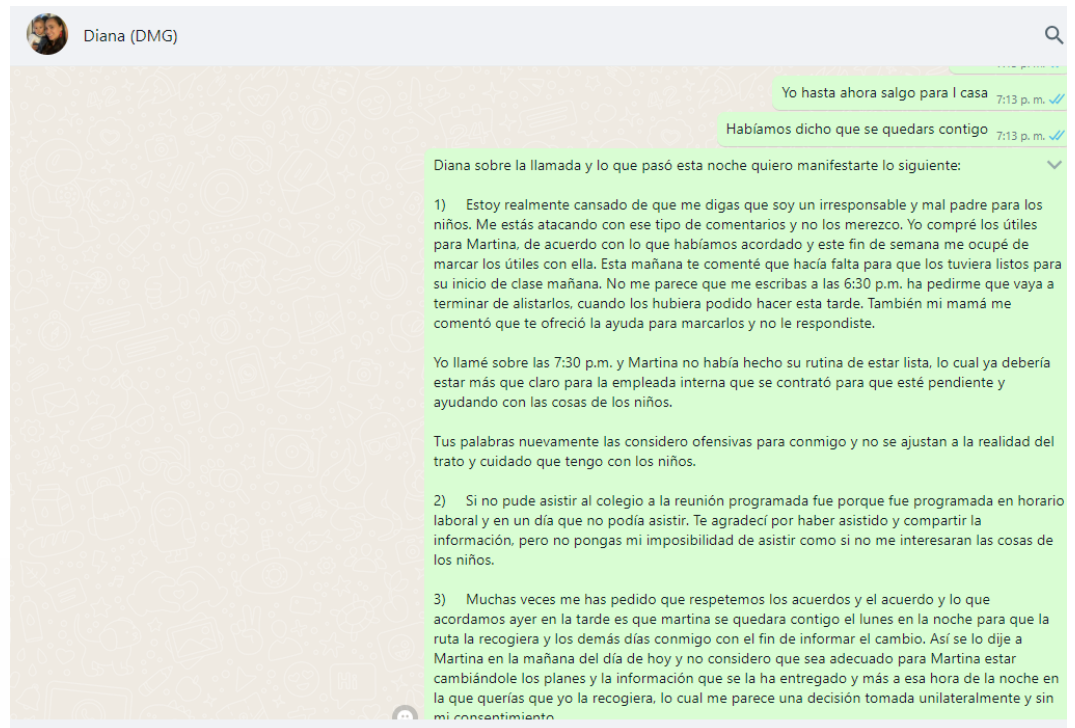 Diana (DMG)
Yo hasta ahora salgo para I casa 7:13 p. m.
Habíamos dicho que se quedars contigo 7:13 p. m.
Diana sobre la llamada y lo que pasó esta noche quiero manifestarte lo siguiente:
1) Estoy realmente cansado de que me digas que soy un irresponsable y mal padre para los
niños. Me estás atacando con ese tipo de comentarios y no los merezco. Yo compré los útiles
para Martina, de acuerdo con lo que habíamos acordado y este fin de semana me ocupé de
marcar los útiles con ella. Esta mañana te comenté que hacía falta para que los tuviera listos para
su inicio de clase mañana. No me parece que me escribas a las 6:30 p.m. ha pedirme que vaya a
terminar de alistarlos, cuando los hubiera podido hacer esta tarde. También mi mamá me
comentó que te ofreció la ayuda para marcarlos y no le respondiste.
Yo llamé sobre las 7:30 p.m. y Martina no había hecho su rutina de estar lista, lo cual ya debería
estar más que claro para la empleada interna que se contrató para que esté pendiente y
ayudando con las cosas de los niños.
Tus palabras nuevamente las considero ofensivas para conmigo y no se ajustan a la realidad del
trato y cuidado que tengo con los niños.
2) Si no pude asistir al colegio a la reunión programada fue porque fue programada en horario
laboral y en un día que no podía asistir. Te agradecí por haber asistido y compartir la
información, pero no pongas mi imposibilidad de asistir como si no me interesaran las cosas de
los niños.
3) Muchas veces me has pedido que respetemos los acuerdos y el acuerdo y lo que
acordamos ayer en la tarde es que martina se quedara contigo el lunes en la noche para que la
ruta la recogiera y los demás días conmigo con el fin de informar el cambio. Así se lo dije a
Martina en la mañana del día de hoy y no considero que sea adecuado para Martina estar
cambiándole los planes y la información que se la ha entregado y más a esa hora de la noche en
la que querías que yo la recogiera, lo cual me parece una decisión tomada unilateralmente y sin
mi consentimiento